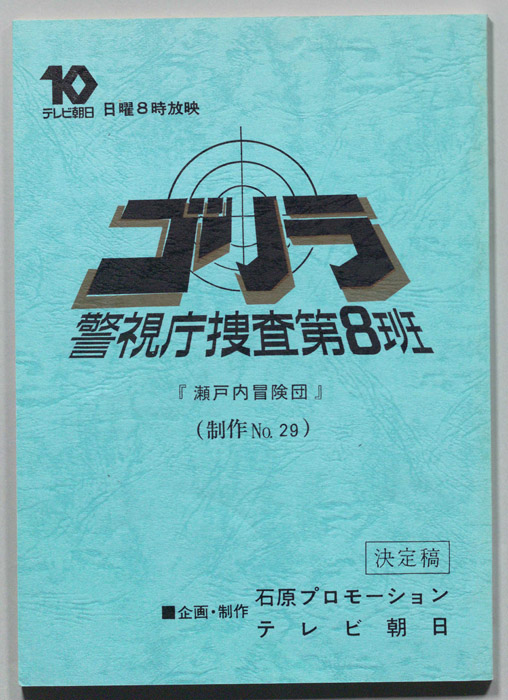 10
テレビ朝日 日曜8時放映
ゴリラ
警視庁捜査第8班
『瀬戸内冒険団』
(制作No.29)
決定稿
■企画・制作 石原プロモーション
テレビ朝日